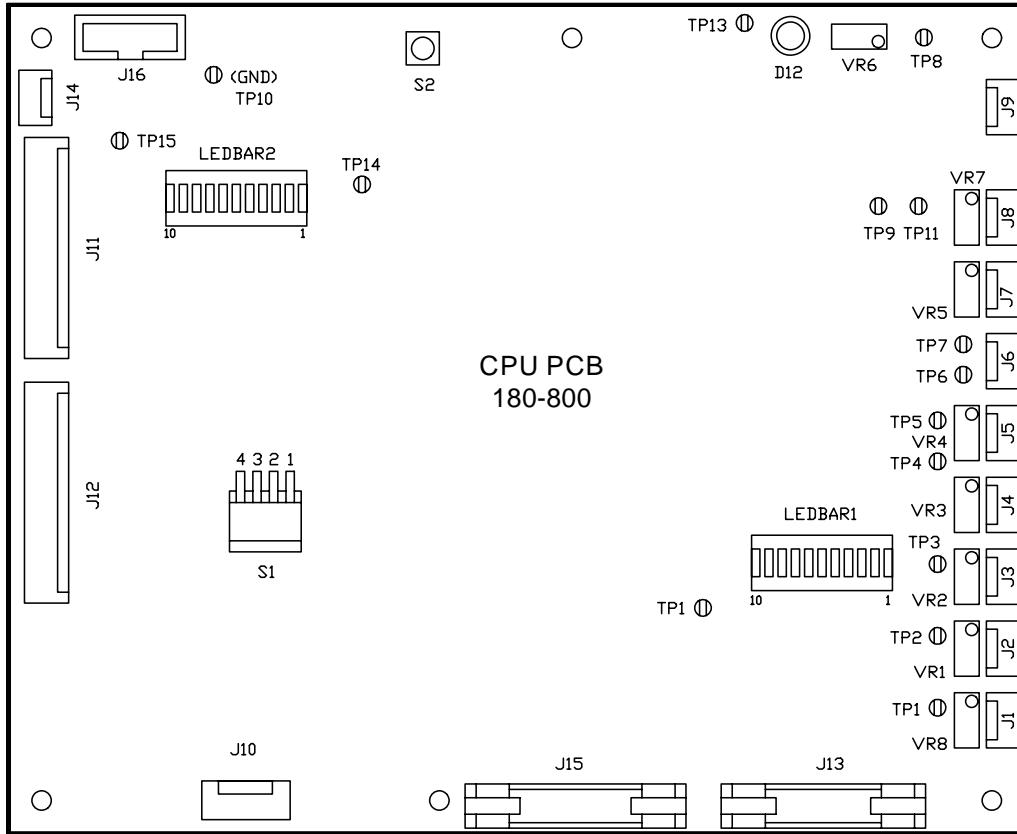 TP13
D12
VR6
TP8
J16
(GND)
TP10
S2
J14
J9
TP15
LEDBAR2
10 1
TP14
VR7
J8
TP9 TP11
J11
VR5
J7
TP7
TP6
J6
CPU PCB
180-800
TP5
VR4
TP4
J5
J12
4 3 2 1
S1
VR3
J4
LEDBAR1
10 1
TP3
VR2
J3
TP1
TP2
VR1
J2
TP1
VR8
J1
J10
J15
J13